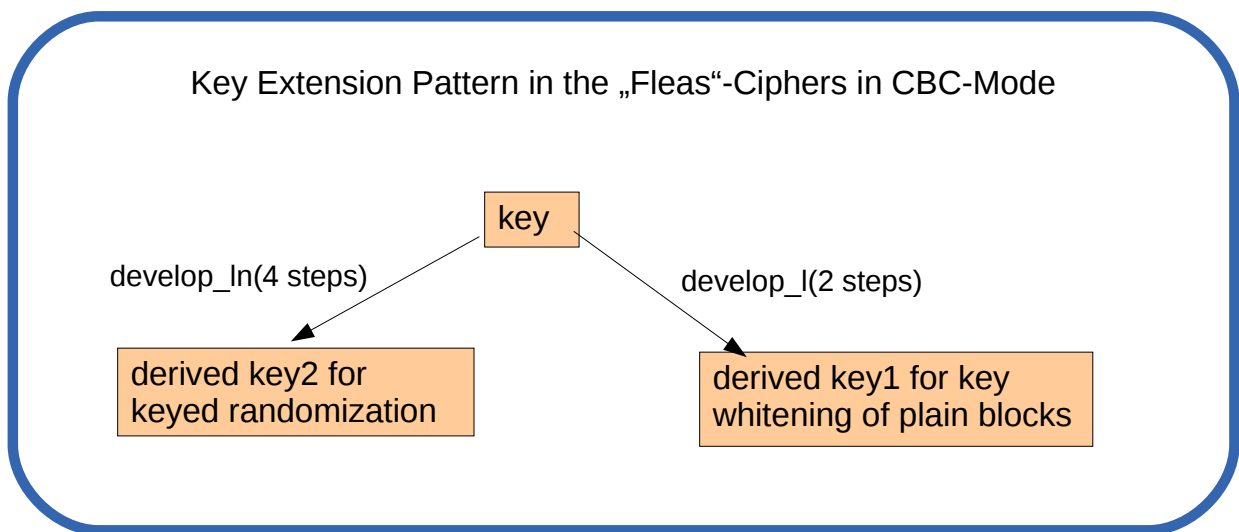 Key Extension Pattern in the „Fleas“-Ciphers in CBC-Mode
key
develop_ln(4 steps)
develop_l(2 steps)
derived key2 for
keyed randomization
derived key1 for key
whitening of plain blocks